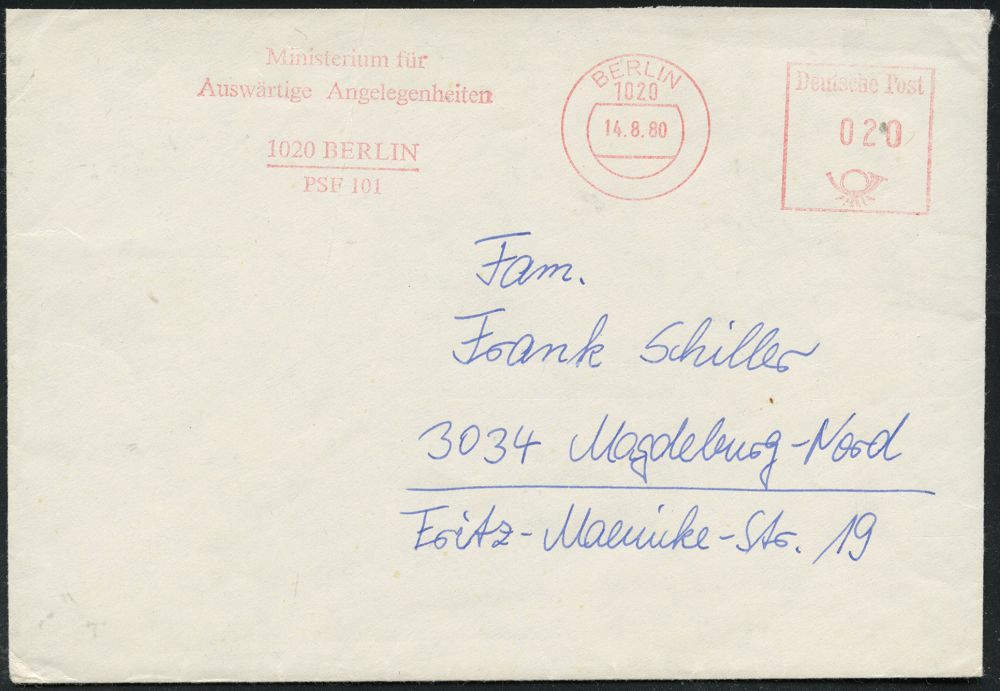 Ministerium für
Auswärtige Angelegenheiten
1020 BERLIN
PSF 101
BERLIN
1020
14.8.80
Deutsche Post
020
Fam.
Frank Schiller
3034 Magdeburg-Nord
Fritz-Maenicke-Str. 19